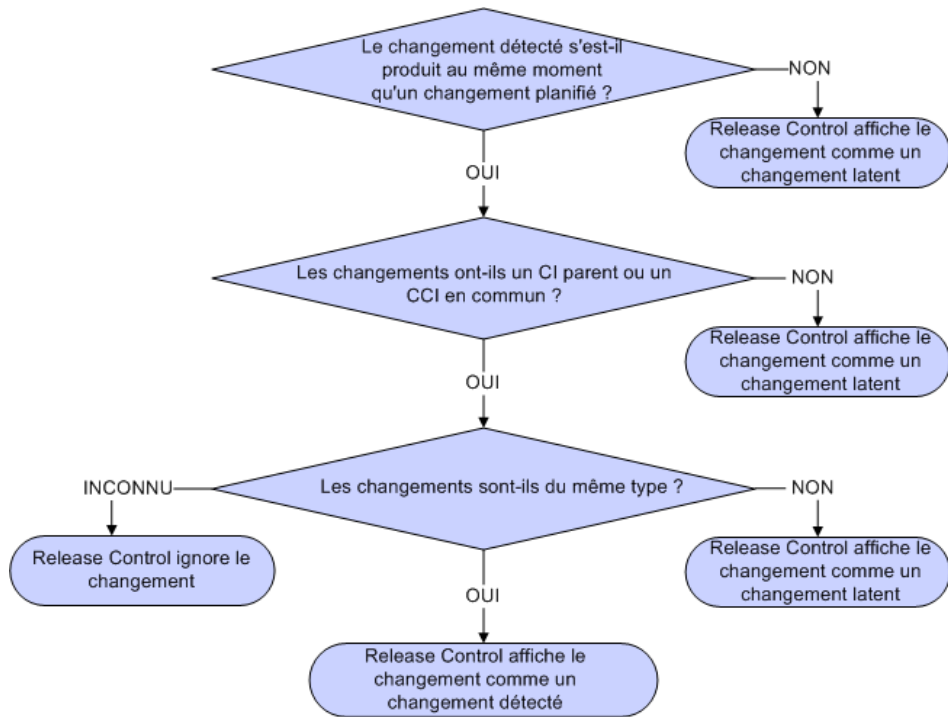 Le changement détecté s'est-il
produit au même moment
qu'un changement planifié ?
NON
Release Control affiche le
changement comme un
changement latent
OUI
Les changements ont-ils un CI parent ou un
CCI en commun ?
NON
Release Control affiche le
changement comme un
changement latent
OUI
Les changements sont-ils du même type ?
INCONNU
NON
Release Control ignore le
changement
Release Control affiche le
changement comme un
changement latent
OUI
Release Control affiche le
changement comme un
changement détecté